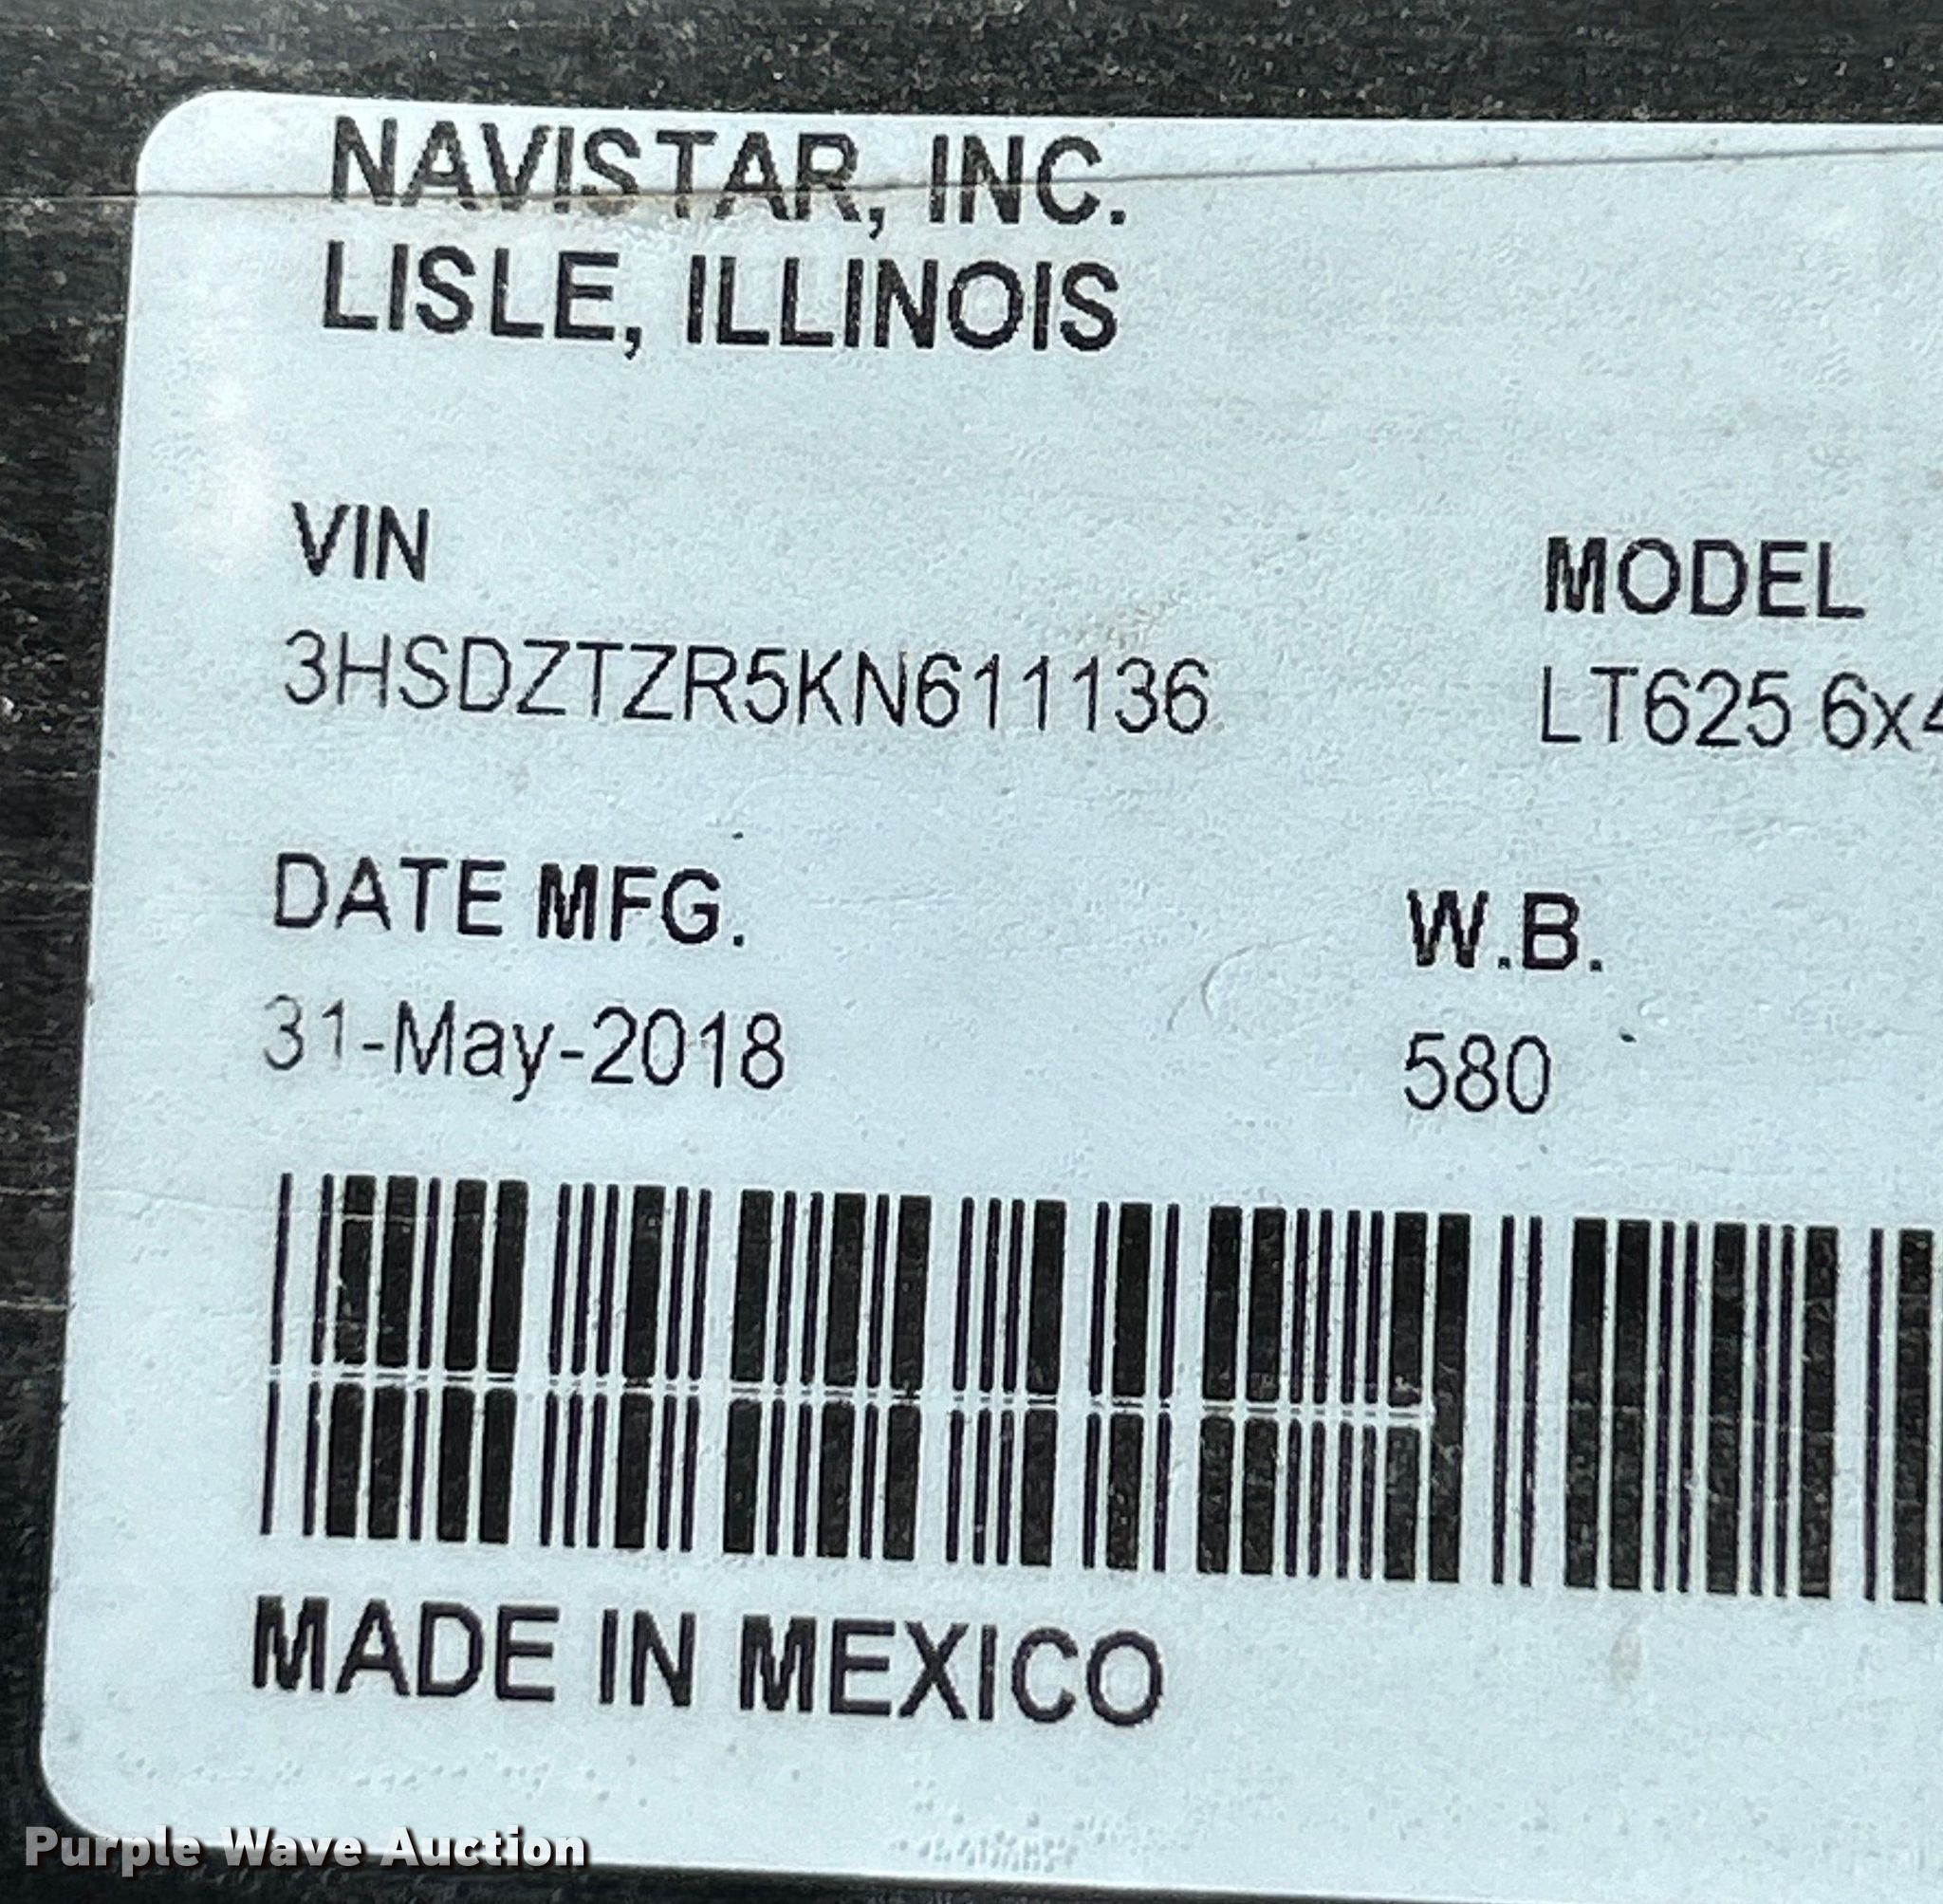 NAVISTAR, INC.
LISLE, ILLINOIS
VIN
MODEL
3HSDZTZR5KN611136
LT625 6x4
DATE MFG.
W.B.
31-May-2018
580
MADE IN MEXICO
Purple Wave Auction